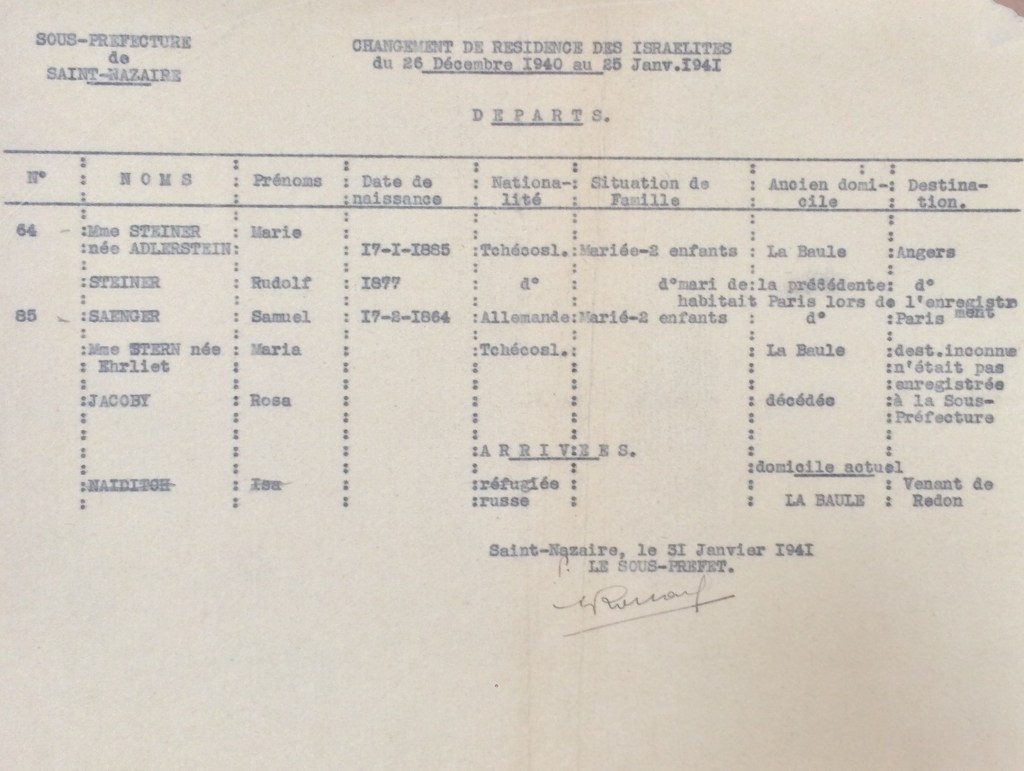 SOUS-PREFECTURE
de
SAINT-NAZAIRE
CHANGEMENT DE RESIDENCE DES ISRAELITES
du 26 Décembre 1940 au 25 Janv.1941
D E P A R T S.
N° : N O M S : Prénoms : Date de naissance : Nationa-lité : Situation de Famille : Ancien domi-cile : Destina-tion.
64 - :Mme STEINER : Marie
:née ADLERSTEIN: : 17-I-1885 :Tchécosl.:Mariée-2 enfants : La Baule :Angers
:STEINER : Rudolf : 1877 : d° d°mari de:la précédente: d°
habitait Paris lors de l'enregistrement
85 - :SAENGER : Samuel : 17-2-1864 :Allemande:Marié-2 enfants : d° :Paris
:Mme STERN née : Maria : :Tchécosl.: : La Baule :dest.inconnue
: Ehrliet :n'était pas
:enregistrée
:JACOBY : Rosa : : : : décédée :à la Sous-
:Préfecture
:A R R I V E E S.
:domicile actuel
:NAIDITCH : Isa : :réfugiée : : : Venant de
:russe : : LA BAULE : Redon
Saint-Nazaire, le 31 Janvier 1941
P. LE SOUS-PREFET.